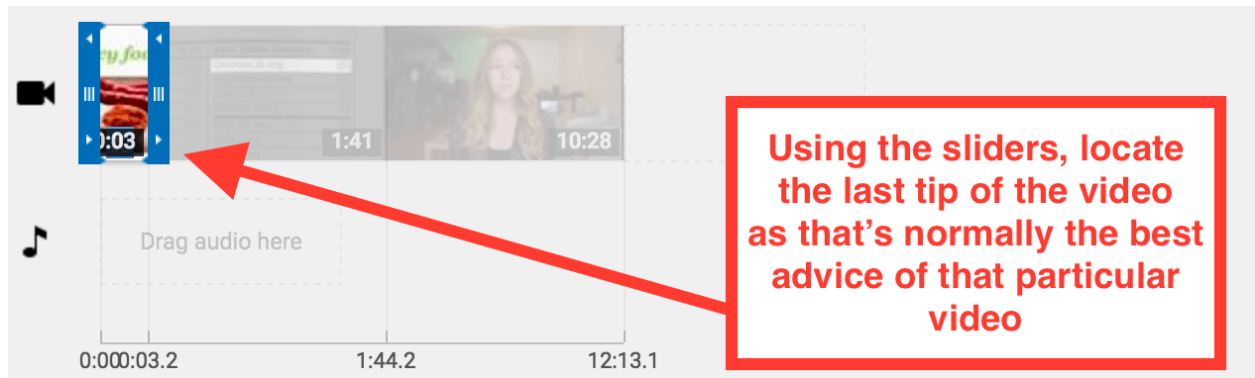 ey foo
0:03
1:41
10:28
Using the sliders, locate
the last tip of the video
as that's normally the best
advice of that particular
video
Drag audio here
0:00
0:03.2
1:44.2
12:13.1